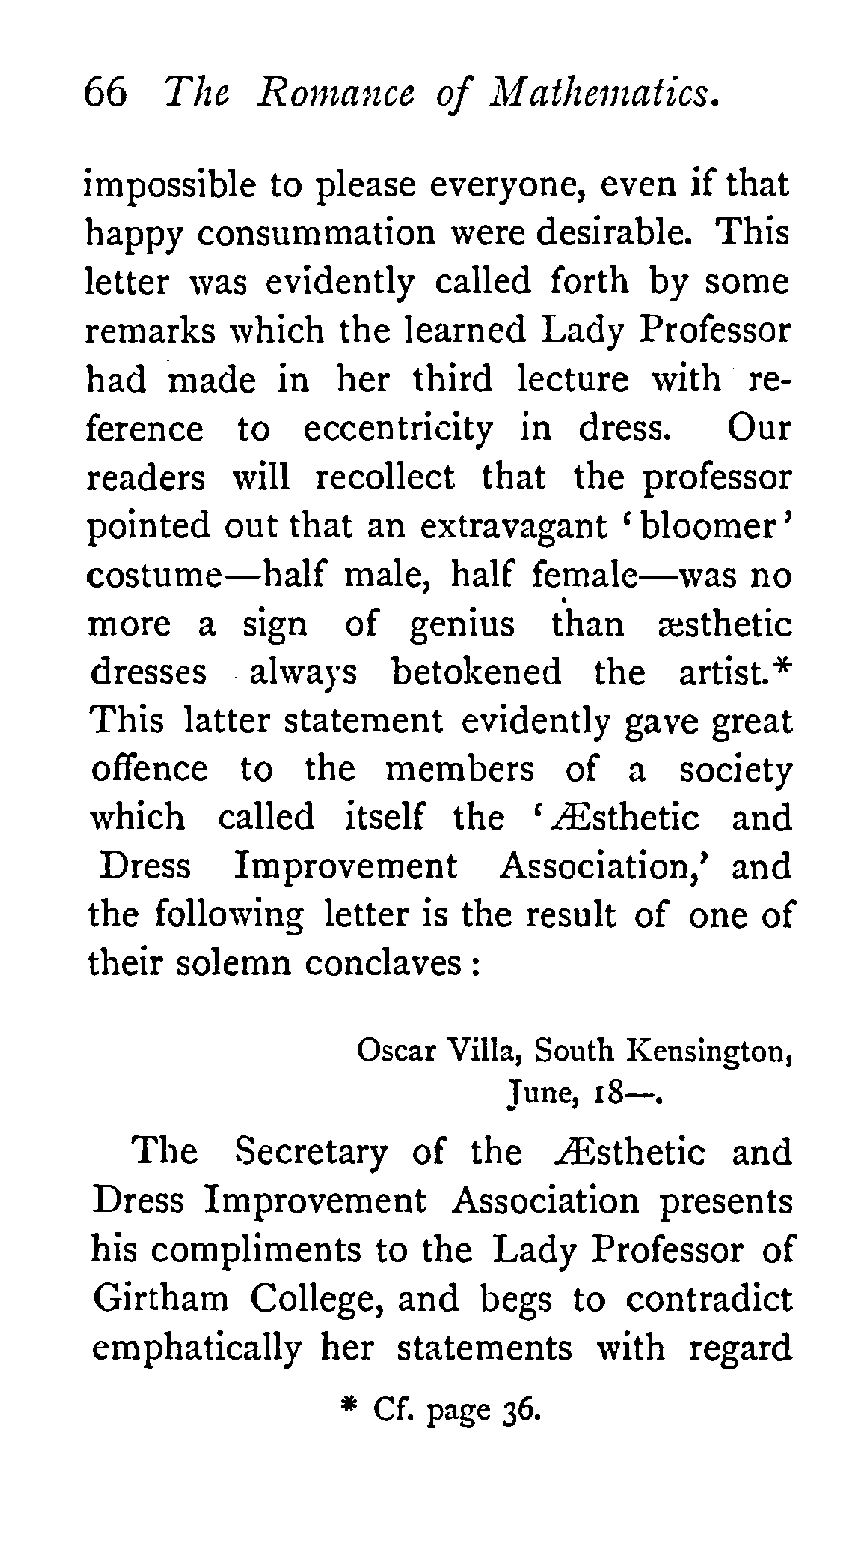 66 The Romance of Mathematics.
impossible to please everyone, even if that
happy consummation were desirable. This
letter was evidently called forth by some
remarks which the learned Lady Professor
had made in her third lecture with re-
ference to eccentricity in dress. Our
readers will recollect that the professor
pointed out that an extravagant ‘bloomer’
costume—half male, half female—was no
more a sign of genius than æsthetic
dresses always betokened the artist.*
This latter statement evidently gave great
offence to the members of a society
which called itself the ‘Æsthetic and
Dress Improvement Association,’ and
the following letter is the result of one of
their solemn conclaves :
Oscar Villa, South Kensington,
June, 18—.
The Secretary of the Æsthetic and
Dress Improvement Association presents
his compliments to the Lady Professor of
Girtham College, and begs to contradict
emphatically her statements with regard
* Cf. page 36.